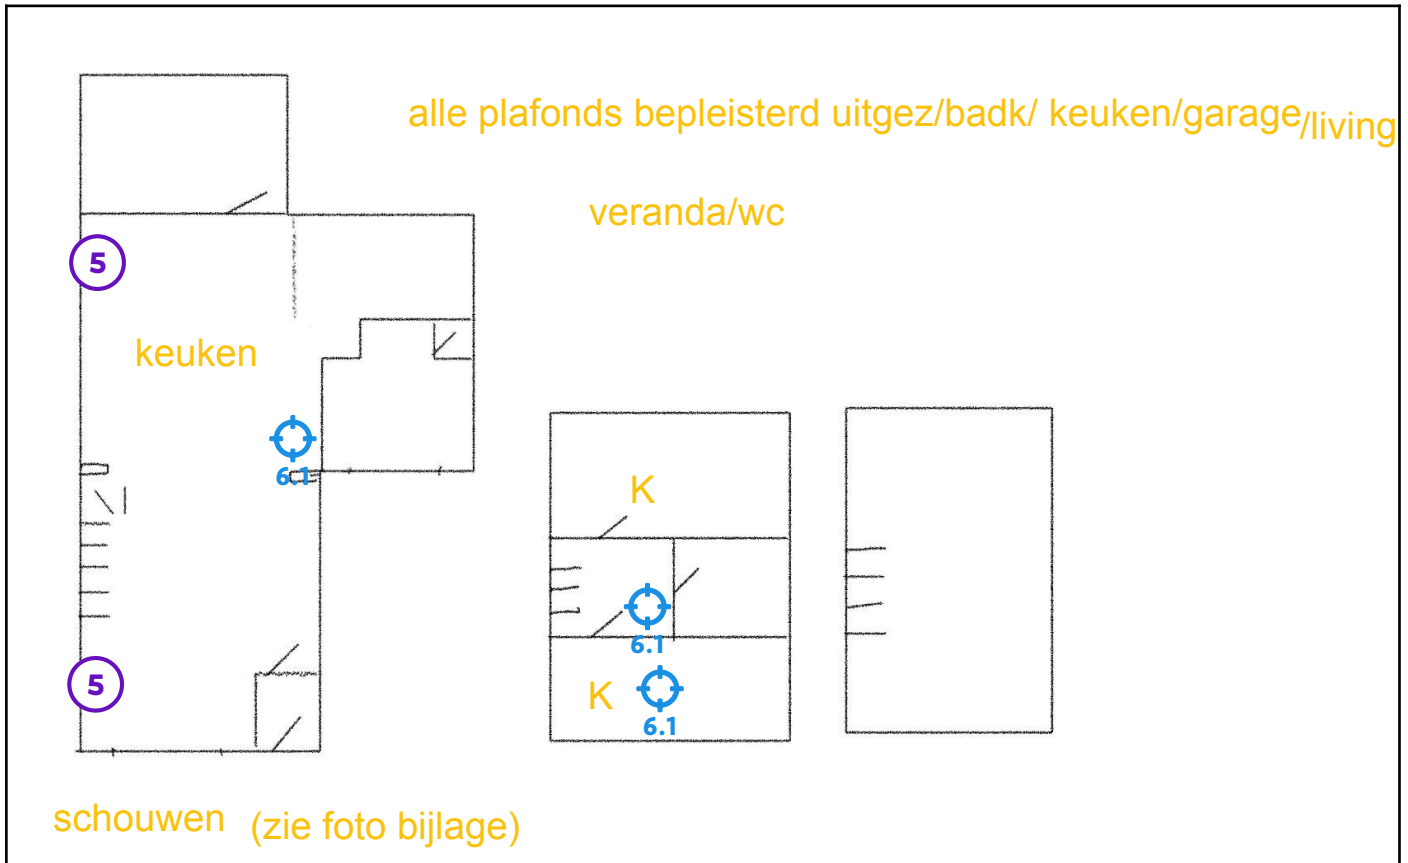 alle plafonds bepleisterd uitgez/badk/ keuken/garage/living
veranda/wc
5
keuken
6.1
K
6.1
K
6.1
5
schouwen (zie foto bijlage)